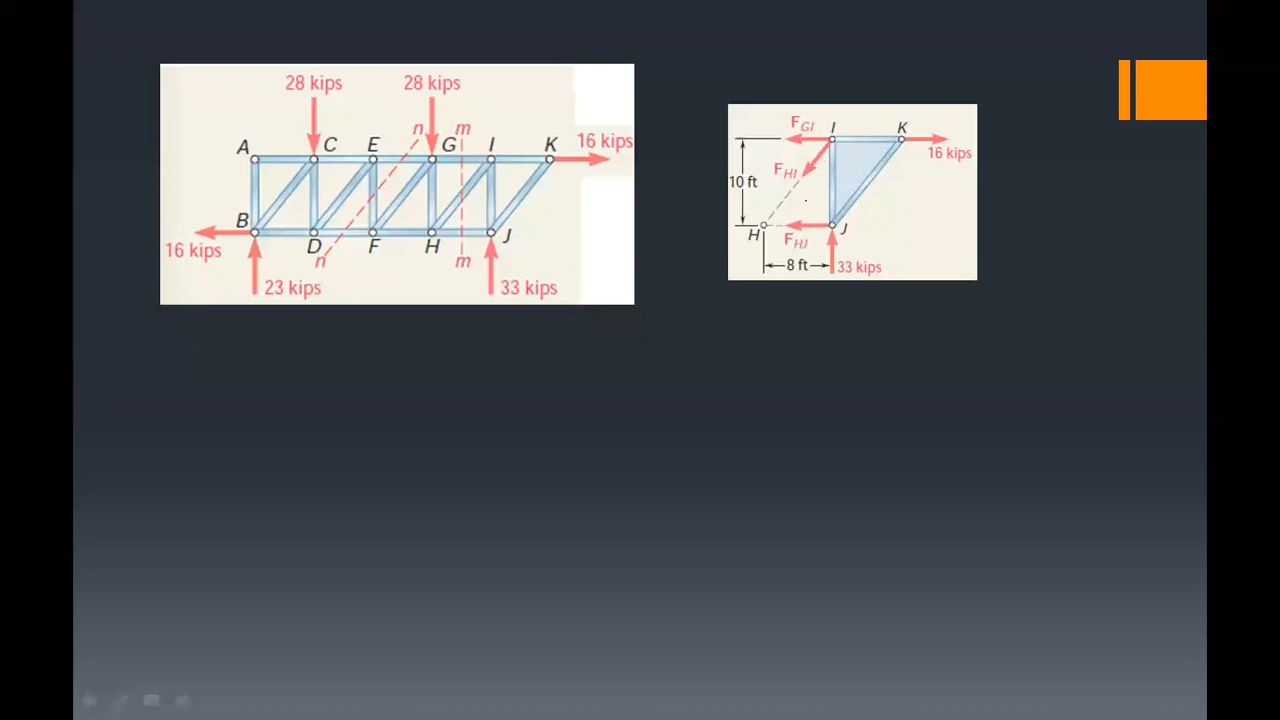 28 kips 28 kips
n m
A C E G I K 16 kips
B
16 kips
D F H J
n m
23 kips 33 kips
F_GI I K
16 kips
F_HI
10 ft
H F_HJ J
8 ft 33 kips